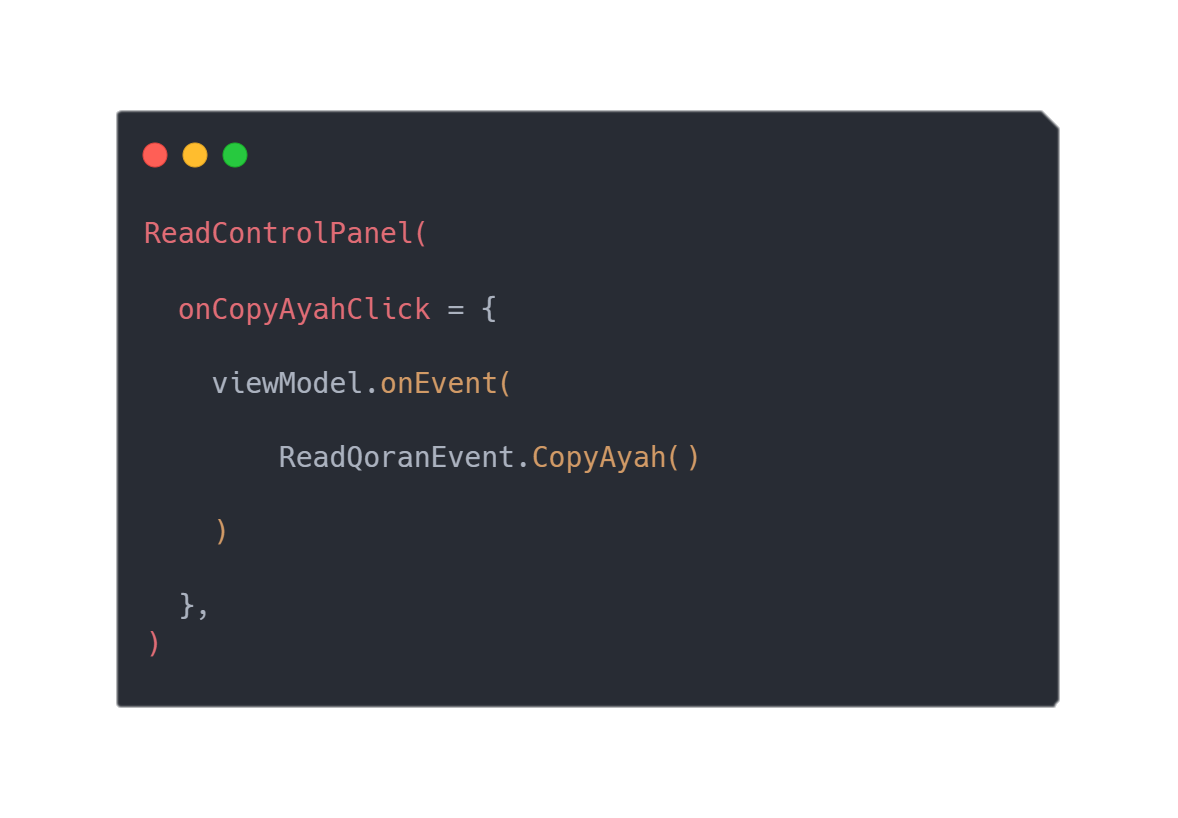 ReadControlPanel(
  onCopyAyahClick = {
    viewModel.onEvent(
        ReadQoranEvent.CopyAyah()
    )
  },
)